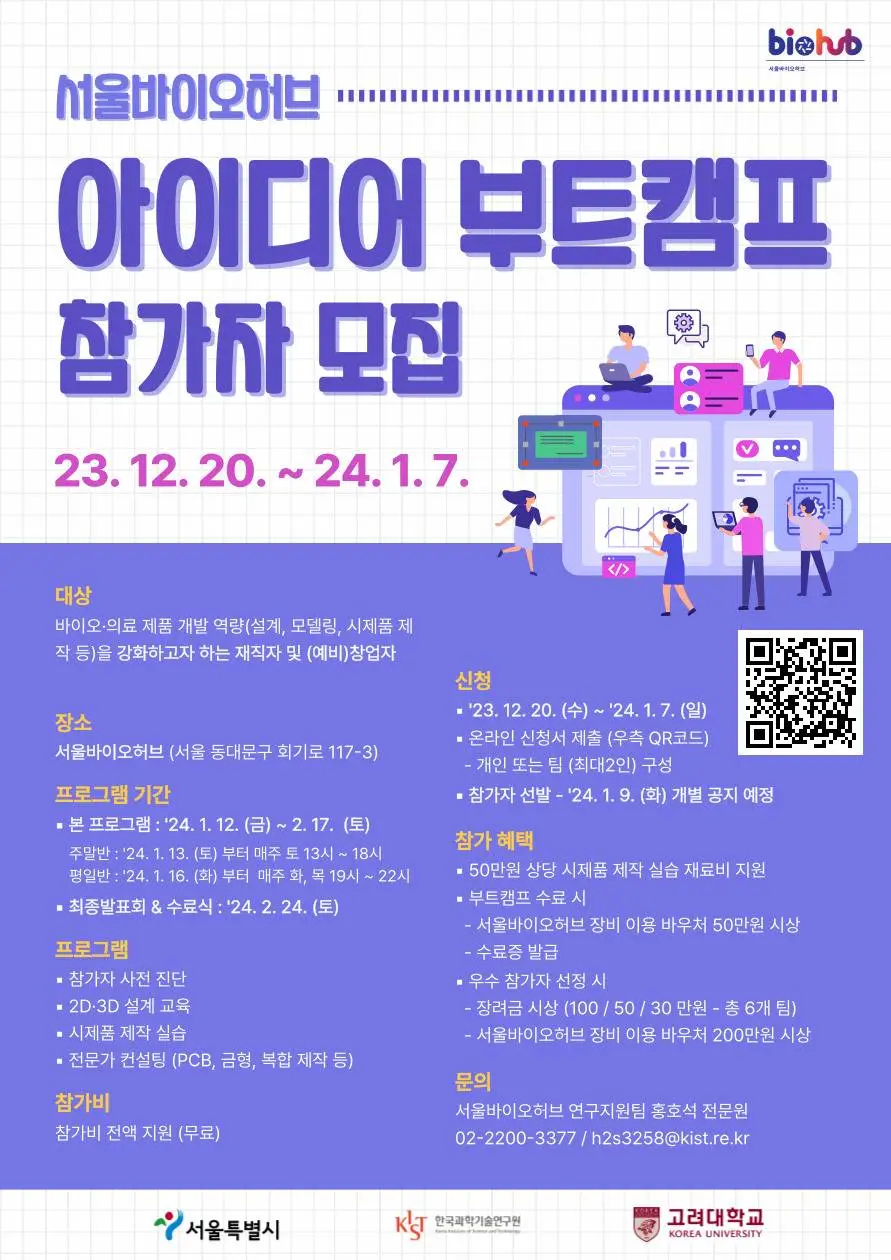 biohub
서울바이오허브
서울바이오허브
아이디어 부트캠프
참가자 모집
23. 12. 20. ~ 24. 1. 7.
대상
바이오·의료 제품 개발 역량(설계, 모델링, 시제품 제
작 등)을 강화하고자 하는 재직자 및 (예비)창업자
장소
서울바이오허브 (서울 동대문구 회기로 117-3)
프로그램 기간
▪ 본 프로그램 : '24. 1. 12. (금) ~ 2. 17. (토)
주말반 : '24. 1. 13. (토) 부터 매주 토 13시 ~ 18시
평일반 : '24. 1. 16. (화) 부터 매주 화, 목 19시 ~ 22시
▪ 최종발표회 & 수료식 : '24. 2. 24. (토)
프로그램
▪ 참가자 사전 진단
▪ 2D·3D 설계 교육
▪ 시제품 제작 실습
▪ 전문가 컨설팅 (PCB, 금형, 복합 제작 등)
참가비
참가비 전액 지원 (무료)
신청
▪ '23. 12. 20. (수) ~ '24. 1. 7. (일)
▪ 온라인 신청서 제출 (우측 QR코드)
- 개인 또는 팀 (최대2인) 구성
▪ 참가자 선발 - '24. 1. 9. (화) 개별 공지 예정
참가 혜택
▪ 50만원 상당 시제품 제작 실습 재료비 지원
▪ 부트캠프 수료 시
- 서울바이오허브 장비 이용 바우처 50만원 시상
- 수료증 발급
▪ 우수 참가자 선정 시
- 장려금 시상 (100 / 50 / 30 만원 - 총 6개 팀)
- 서울바이오허브 장비 이용 바우처 200만원 시상
문의
서울바이오허브 연구지원팀 홍호석 전문원
02-2200-3377 / h2s3258@kist.re.kr
서울특별시
KIST 한국과학기술연구원
Korea Institute of Science and Technology
KOREA
고려대학교
KOREA UNIVERSITY